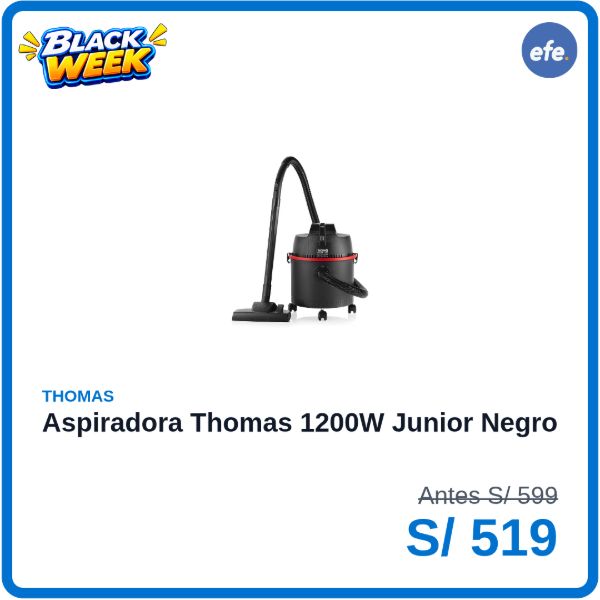 BLACK
WEEK
efe.
THOMAS
Aspiradora Thomas 1200W Junior Negro
Antes S/ 599
S/ 519